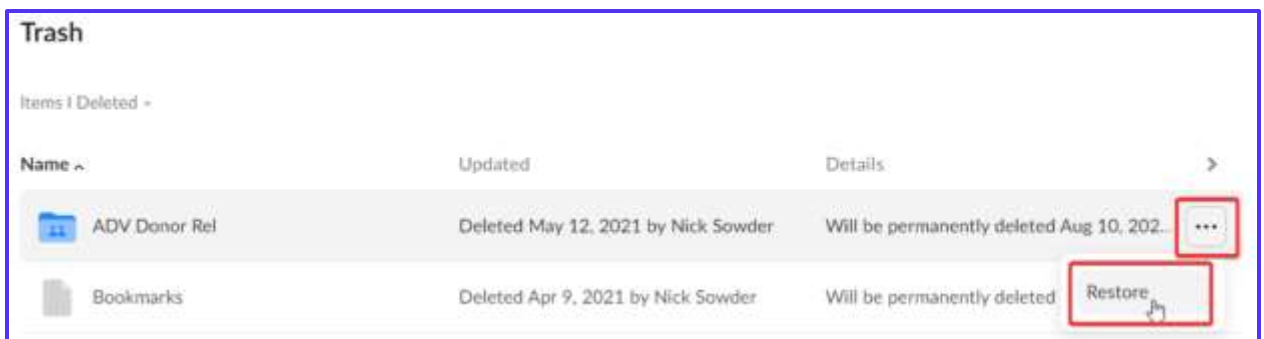 Trash
Items I Deleted
Name Updated Details
ADV Donor Rel Deleted May 12, 2021 by Nick Sowder Will be permanently deleted Aug 10, 202... ...
Bookmarks Deleted Apr 9, 2021 by Nick Sowder Will be permanently deleted Restore